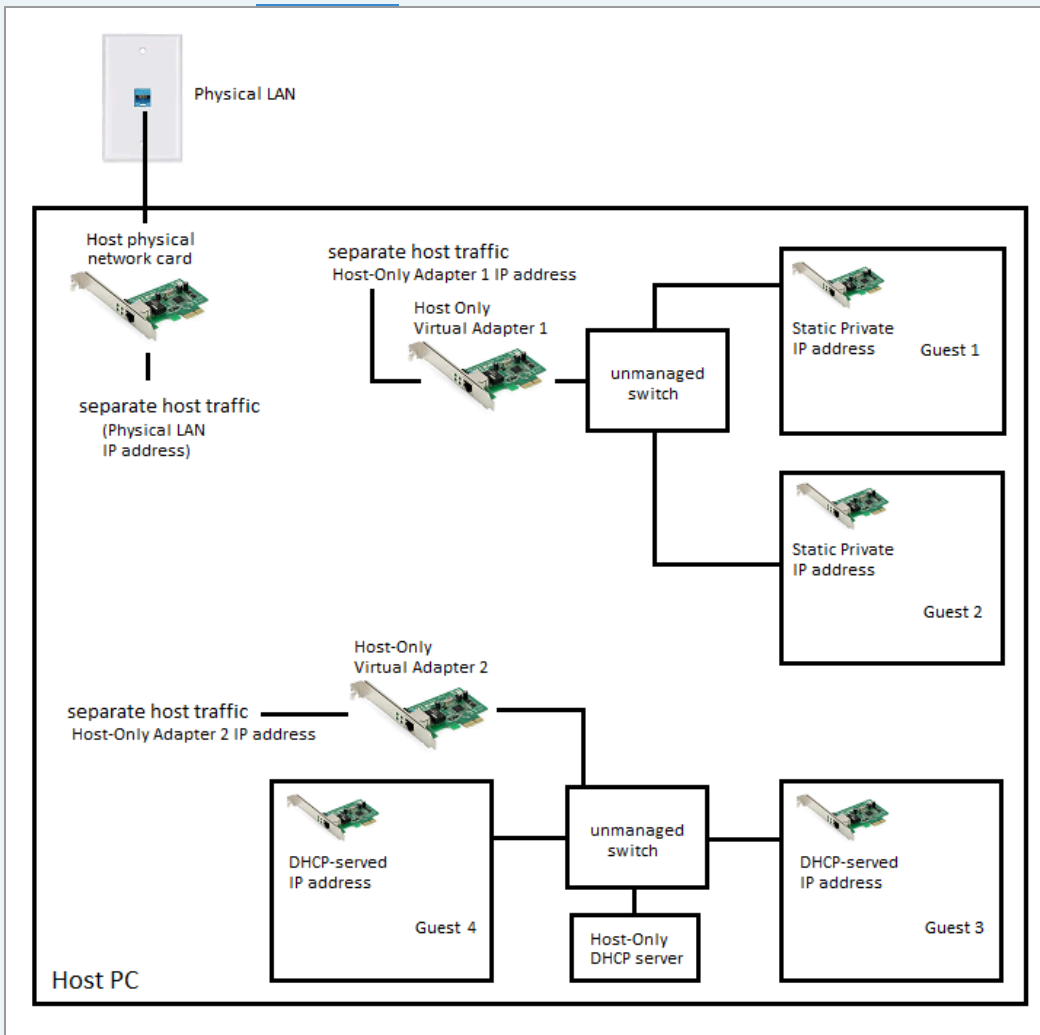 Physical LAN
Host physical
network card
separate host traffic
(Physical LAN
IP address)
separate host traffic
Host-Only Adapter 1 IP address
Host Only
Virtual Adapter 1
unmanaged
switch
Static Private
IP address
Guest 1
Static Private
IP address
Guest 2
Host-Only
Virtual Adapter 2
separate host traffic
Host-Only Adapter 2 IP address
DHCP-served
IP address
Guest 4
unmanaged
switch
Host-Only
DHCP server
DHCP-served
IP address
Guest 3
Host PC